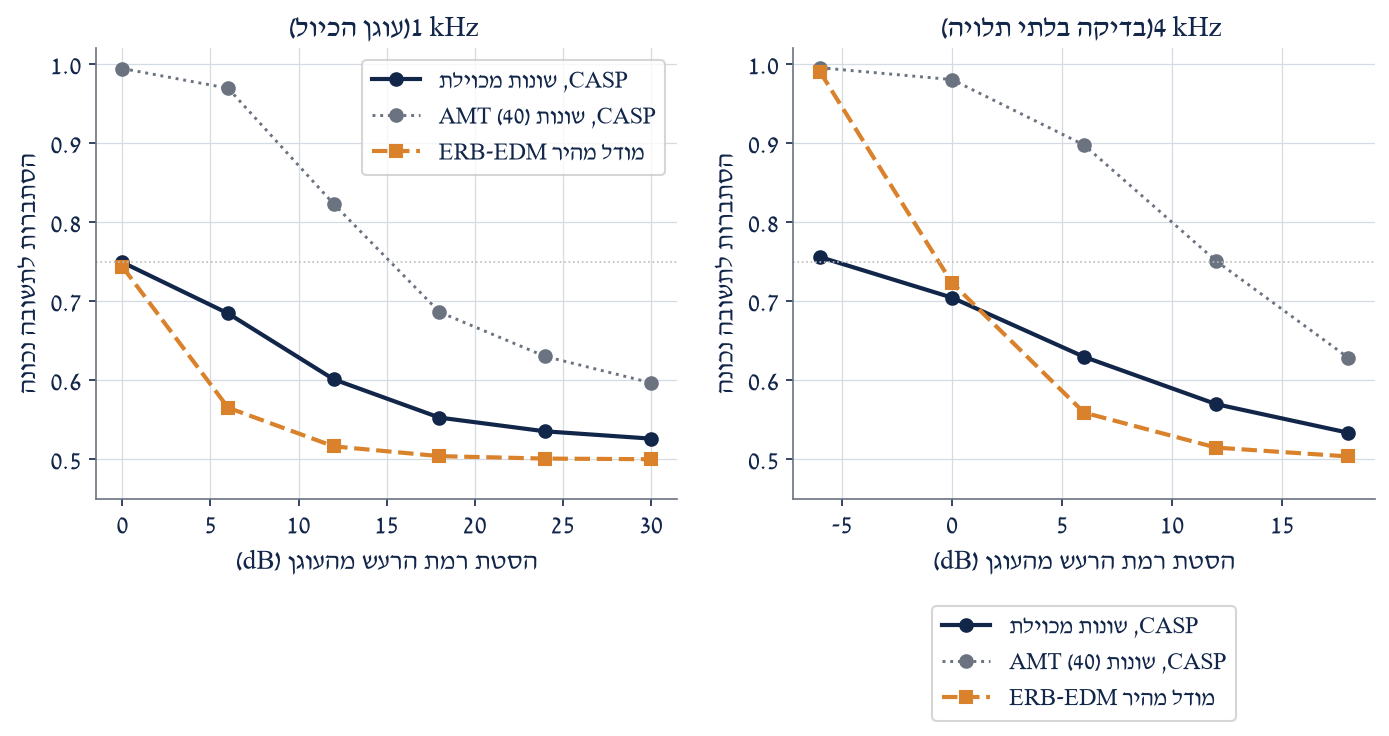 1 kHz (עוגן הכיול)
1.0
0.9
0.8
0.7
0.6
0.5
הסתברות לתשובה נכונה
CASP, שונות מכוילת
CASP, שונות AMT (40)
מודל מהיר ERB-EDM
0 5 10 15 20 25 30
הסטת רמת הרעש מהעוגן (dB)
4 kHz (בדיקה בלתי תלויה)
1.0
0.9
0.8
0.7
0.6
0.5
הסתברות לתשובה נכונה
-5 0 5 10 15
הסטת רמת הרעש מהעוגן (dB)
CASP, שונות מכוילת
CASP, שונות AMT (40)
מודל מהיר ERB-EDM